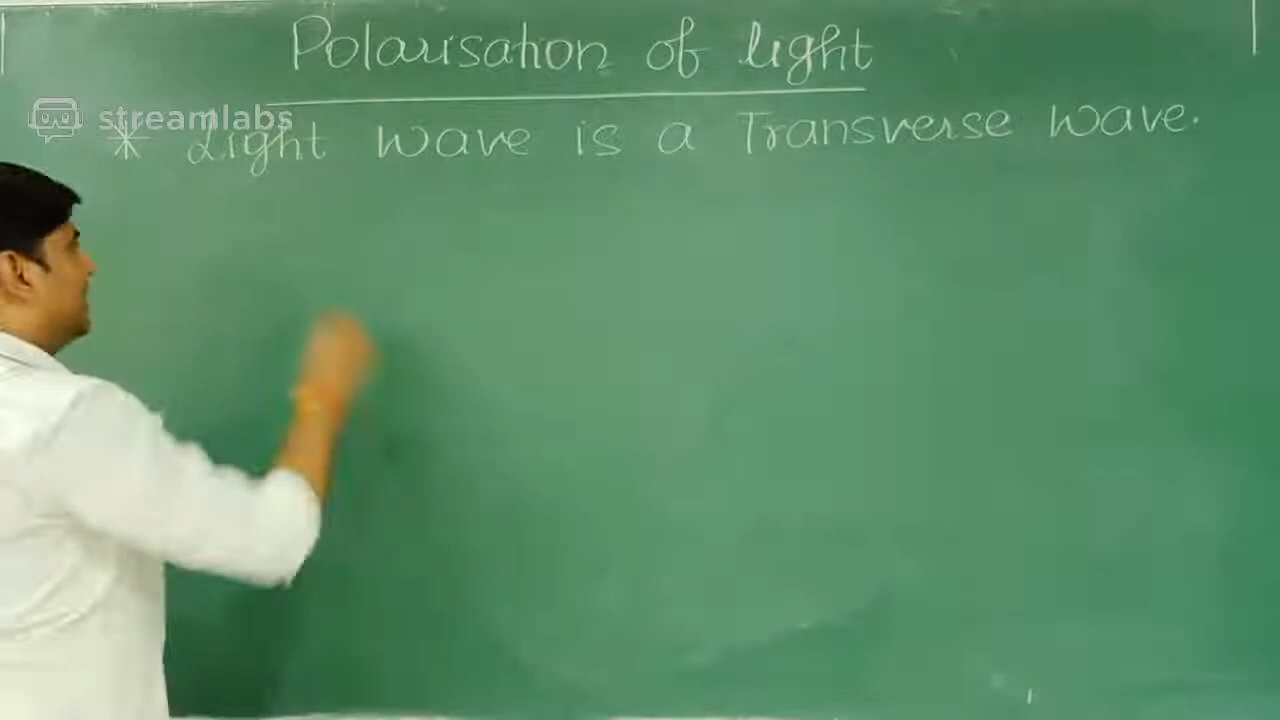 Polarisation of light
streamlabs
* Light wave is a Transverse wave.